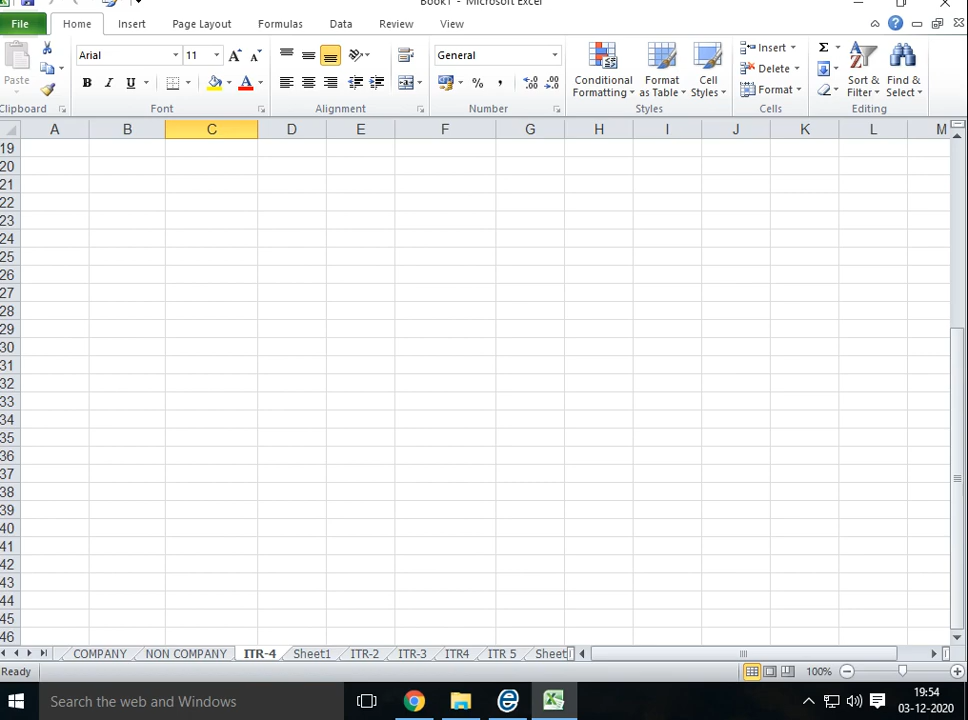 Book1 - Microsoft Excel
File Home Insert Page Layout Formulas Data Review View
Paste
Arial 11
General
B I U
% ,
Conditional Formatting
Format as Table
Cell Styles
Insert
Delete
Format
Σ
Sort & Filter
Find & Select
Clipboard Font Alignment Number Styles Cells Editing
A B C D E F G H I J K L M
19
20
21
22
23
24
25
26
27
28
29
30
31
32
33
34
35
36
37
38
39
40
41
42
43
44
45
46
COMPANY NON COMPANY ITR-4 Sheet1 ITR-2 ITR-3 ITR4 ITR 5 Sheet
Ready 100%
Search the web and Windows
19:54
03-12-2020